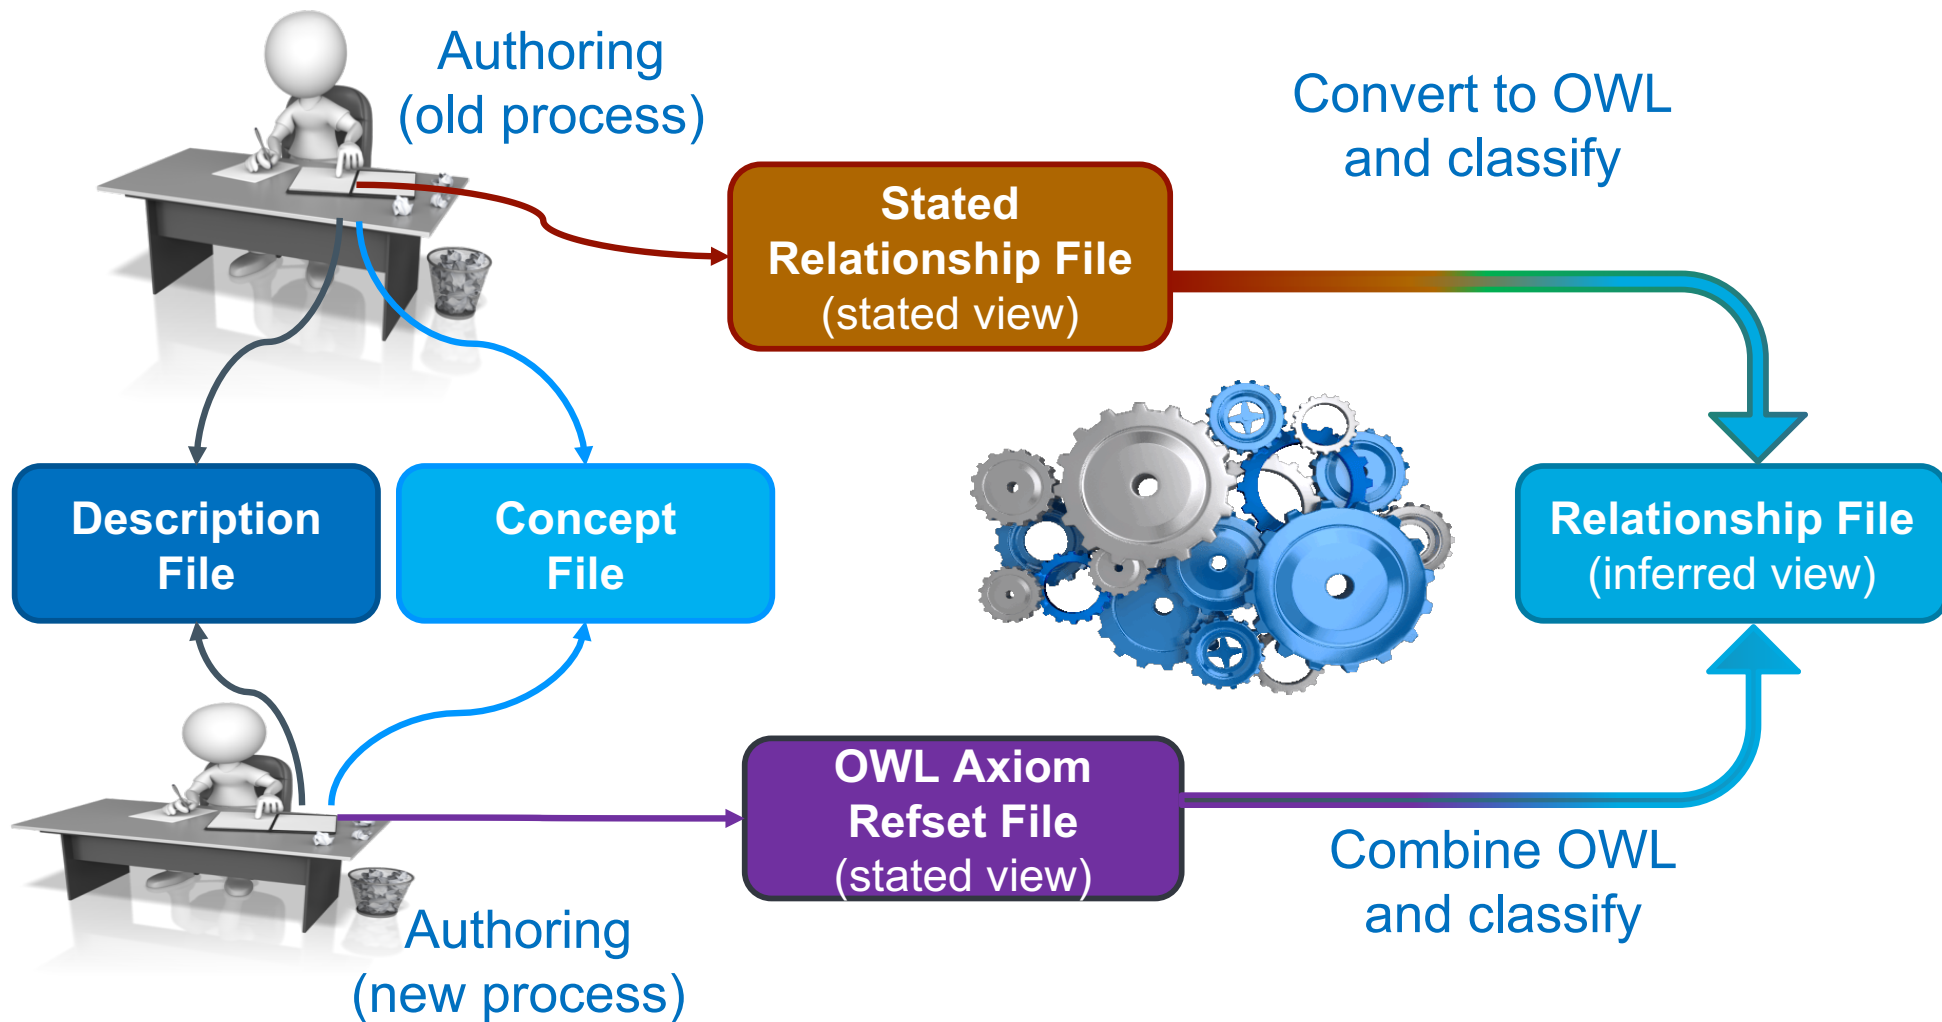 Authoring
(old process)
Convert to OWL
and classify
Stated
Relationship File
(stated view)
Description
File
Concept
File
Relationship File
(inferred view)
OWL Axiom
Refset File
(stated view)
Combine OWL
and classify
Authoring
(new process)